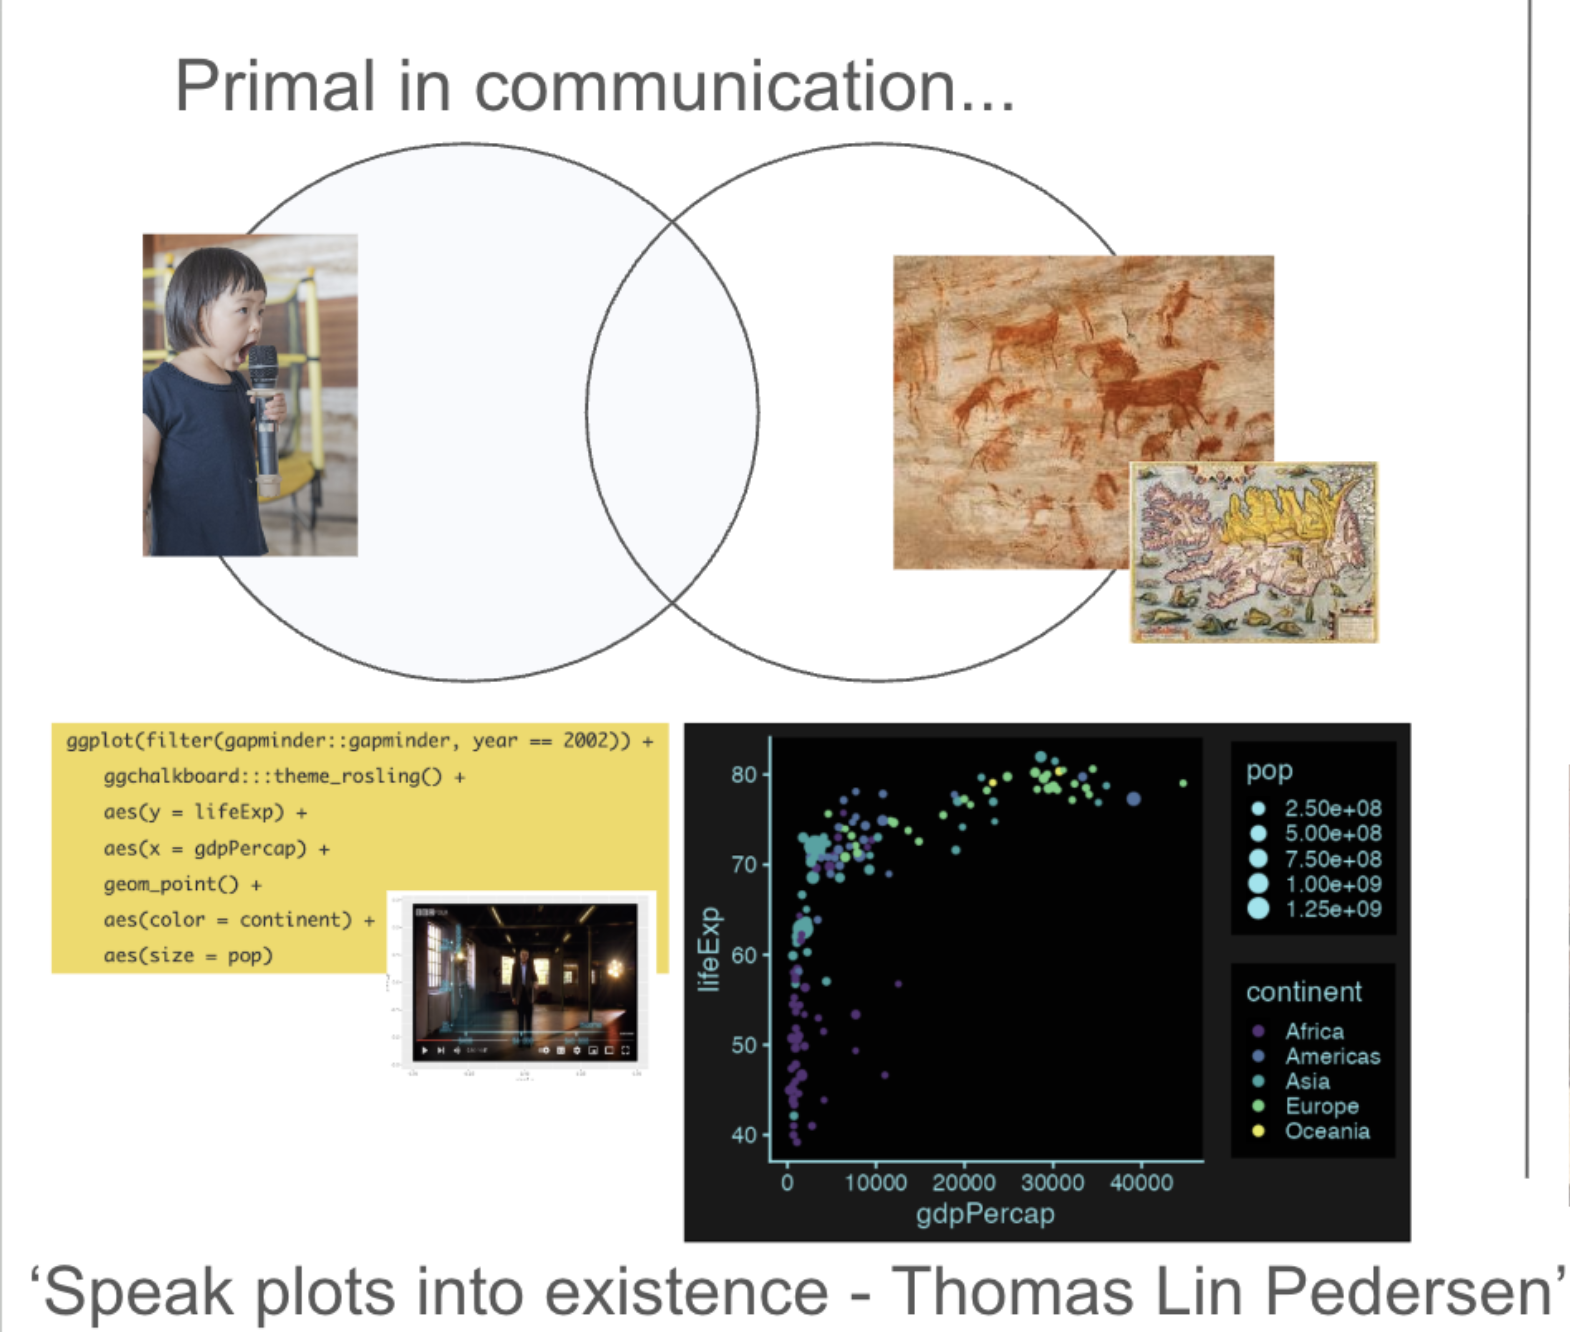 Primal in communication...
ggplot(filter(gapminder::gapminder, year == 2002)) +
ggchalkboard:::theme_rosling() +
aes(y = lifeExp) +
aes(x = gdpPercap) +
geom_point() +
aes(color = continent) +
aes(size = pop)
80
70
60
50
40
lifeExp
0 10000 20000 30000 40000
gdpPercap
pop
2.50e+08
5.00e+08
7.50e+08
1.00e+09
1.25e+09
continent
Africa
Americas
Asia
Europe
Oceania
‘Speak plots into existence - Thomas Lin Pedersen’